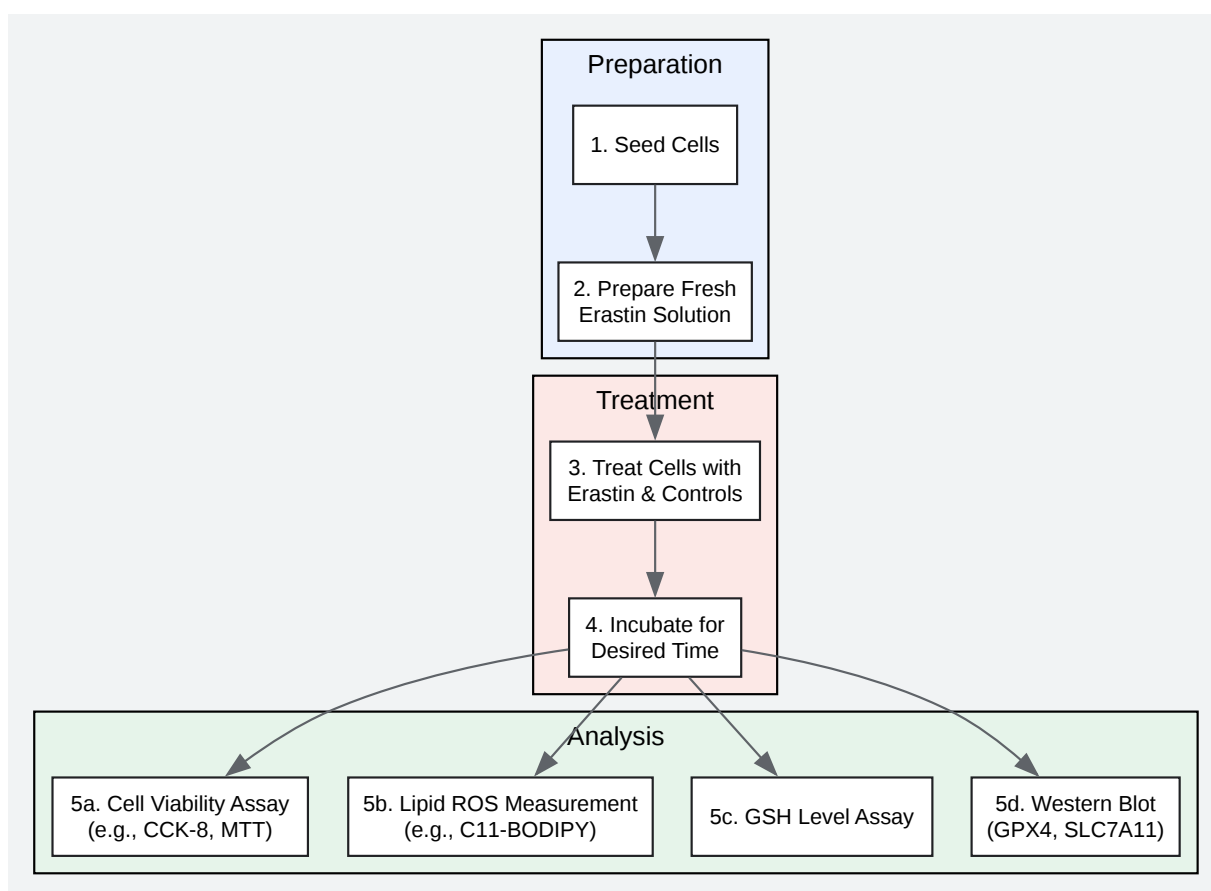 Preparation
1. Seed Cells
2. Prepare Fresh
Erastin Solution
Treatment
3. Treat Cells with
Erastin & Controls
4. Incubate for
Desired Time
Analysis
5a. Cell Viability Assay
(e.g., CCK-8, MTT)
5b. Lipid ROS Measurement
(e.g., C11-BODIPY)
5c. GSH Level Assay
5d. Western Blot
(GPX4, SLC7A11)